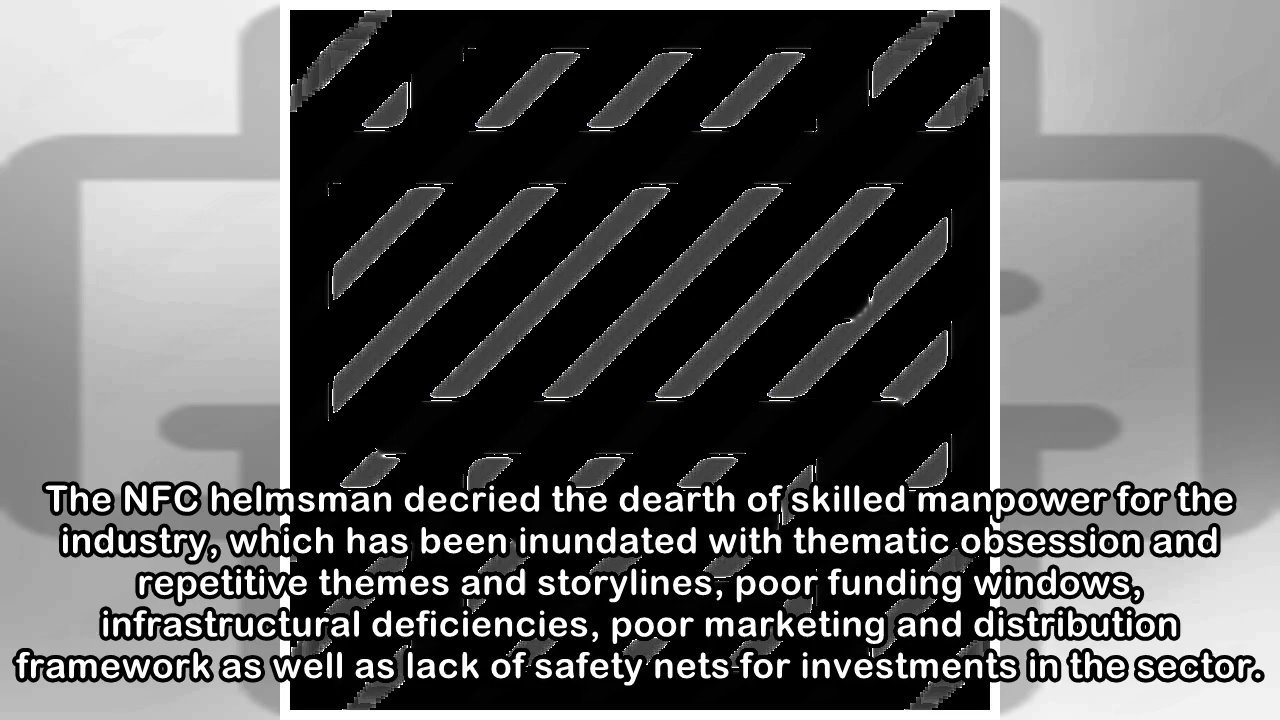 The NFC helmsman decried the dearth of skilled manpower for the
industry, which has been inundated with thematic obsession and
repetitive themes and storylines, poor funding windows,
infrastructural deficiencies, poor marketing and distribution
framework as well as lack of safety nets for investments in the sector.